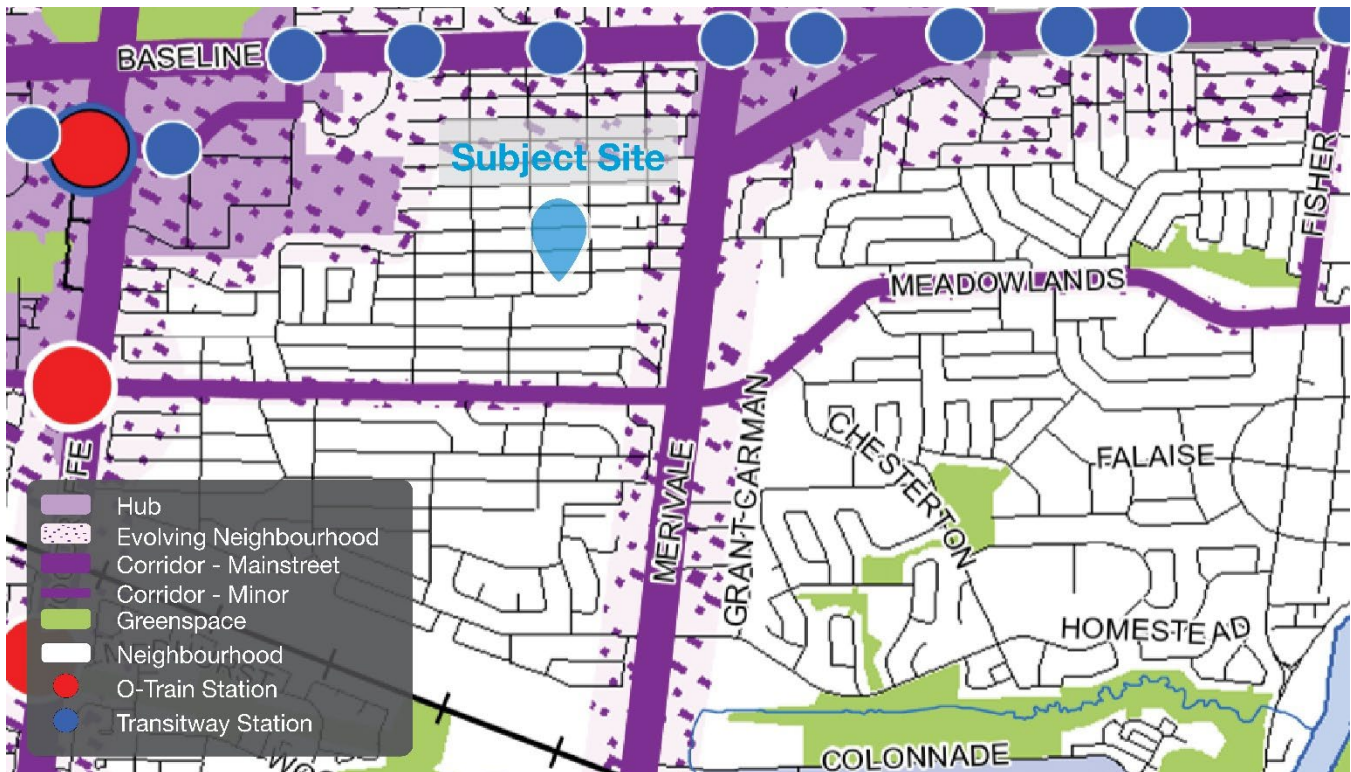 BASELINE
Subject Site
FISHER
MEADOWLANDS
MERIVALE
GRANT-CARMAN
CHESTERTON
FALAISE
HOMESTEAD
COLONNADE
Hub
Evolving Neighbourhood
Corridor - Mainstreet
Corridor - Minor
Greenspace
Neighbourhood
O-Train Station
Transitway Station